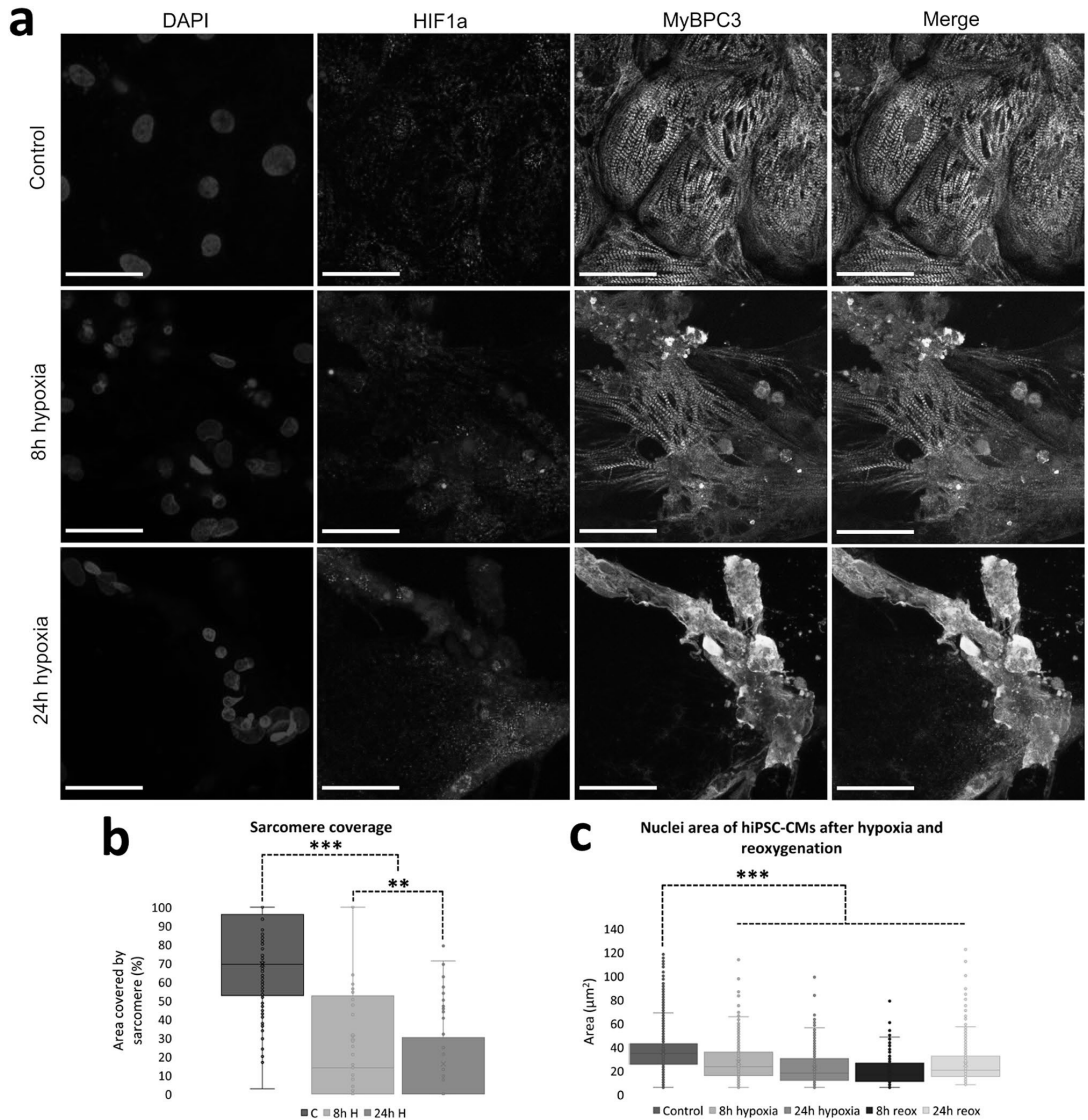 a
DAPI HIF1a MyBPC3 Merge
Control
8h hypoxia
24h hypoxia
b
Sarcomere coverage
***
**
100
90
80
70
60
50
40
30
20
10
0
Area covered by
sarcomere (%)
C 8h H 24h H
c
Nuclei area of hiPSC-CMs after hypoxia and
reoxygenation
***
140
120
100
80
60
40
20
0
Area (µm²)
Control 8h hypoxia 24h hypoxia 8h reox 24h reox